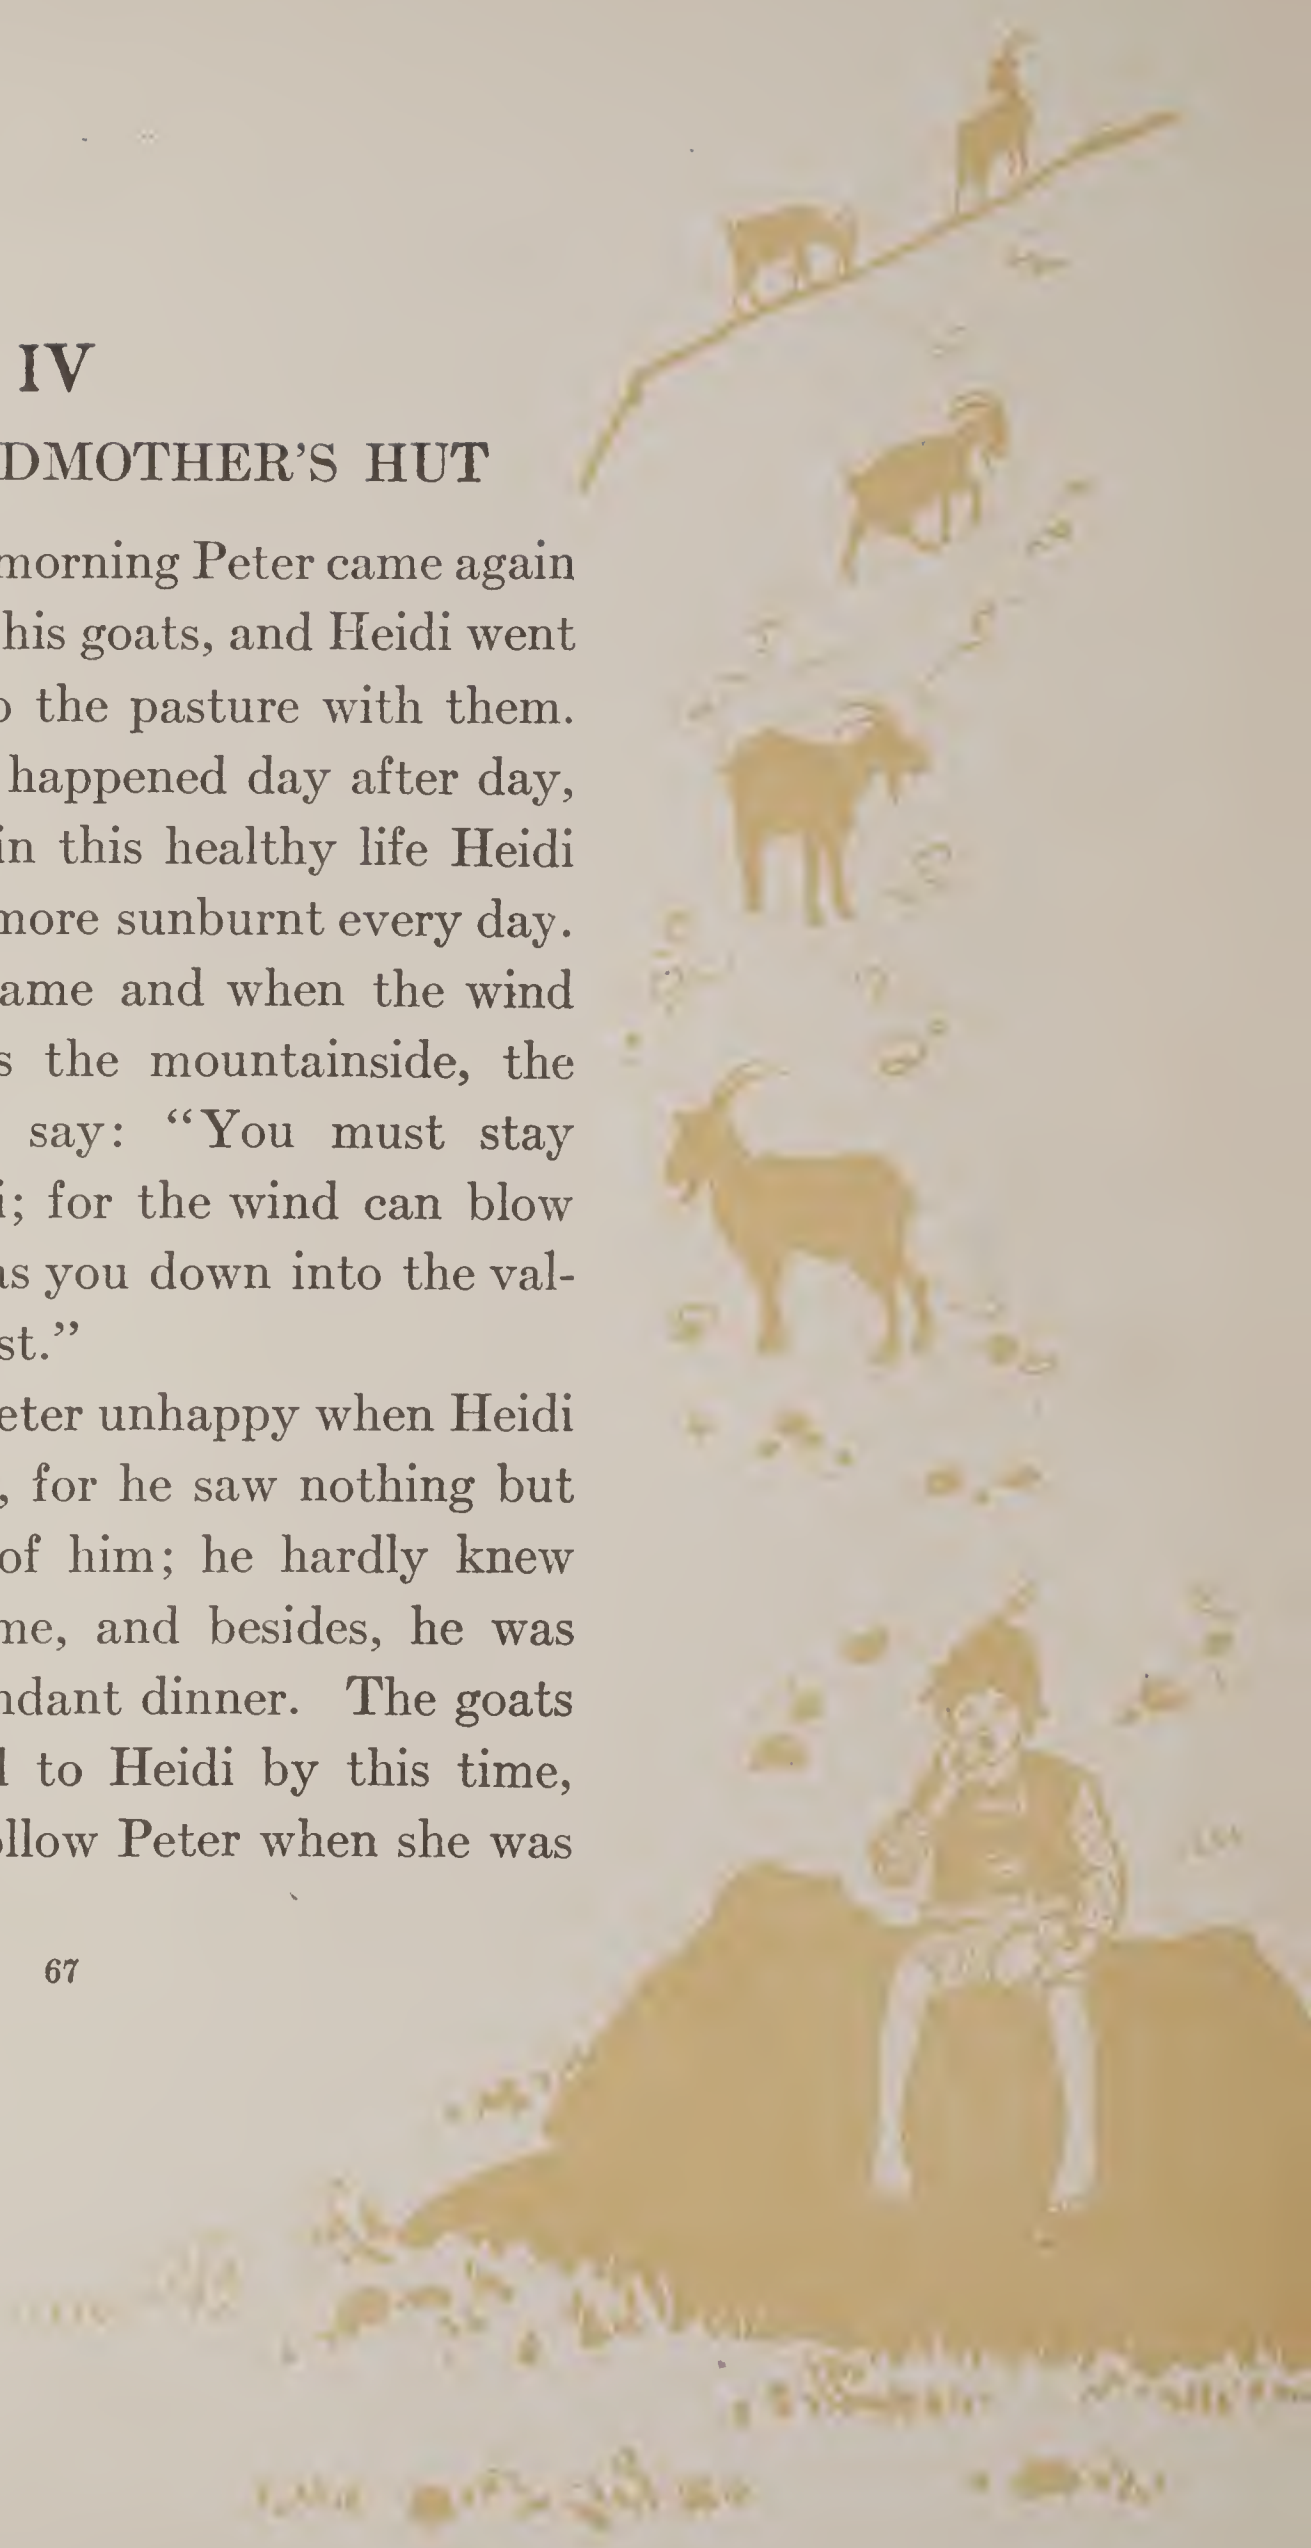 IV
DMOTHER'S HUT
morning Peter came again
his goats, and Heidi went
the pasture with them.
happened day after day,
in this healthy life Heidi
more sunburnt every day.
ame and when the wind
s the mountainside, the
say: “You must stay
i; for the wind can blow
as you down into the val-
st.”
eter unhappy when Heidi
, for he saw nothing but
of him; he hardly knew
me, and besides, he was
ndant dinner. The goats
to Heidi by this time,
ollow Peter when she was
67